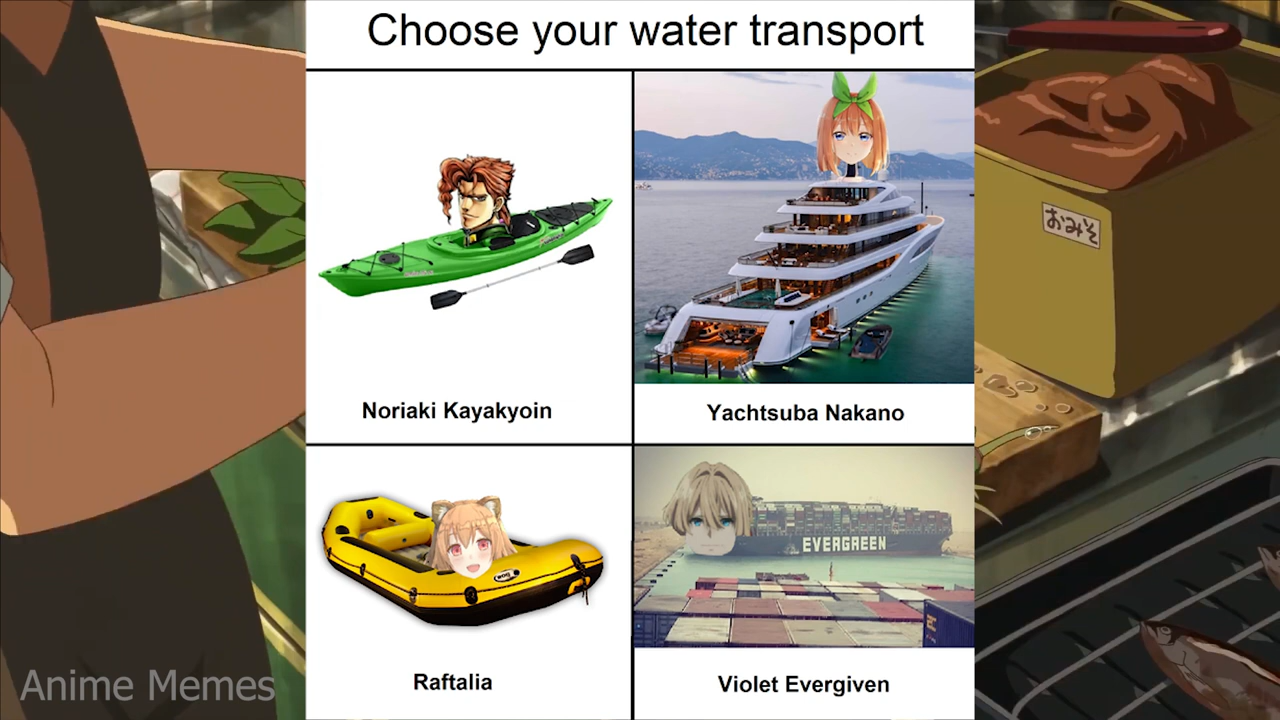 Choose your water transport
おみそ
Noriaki Kayakyoin
Yachtsuba Nakano
EVERGREEN
Raftalia
Violet Evergiven
Anime Memes